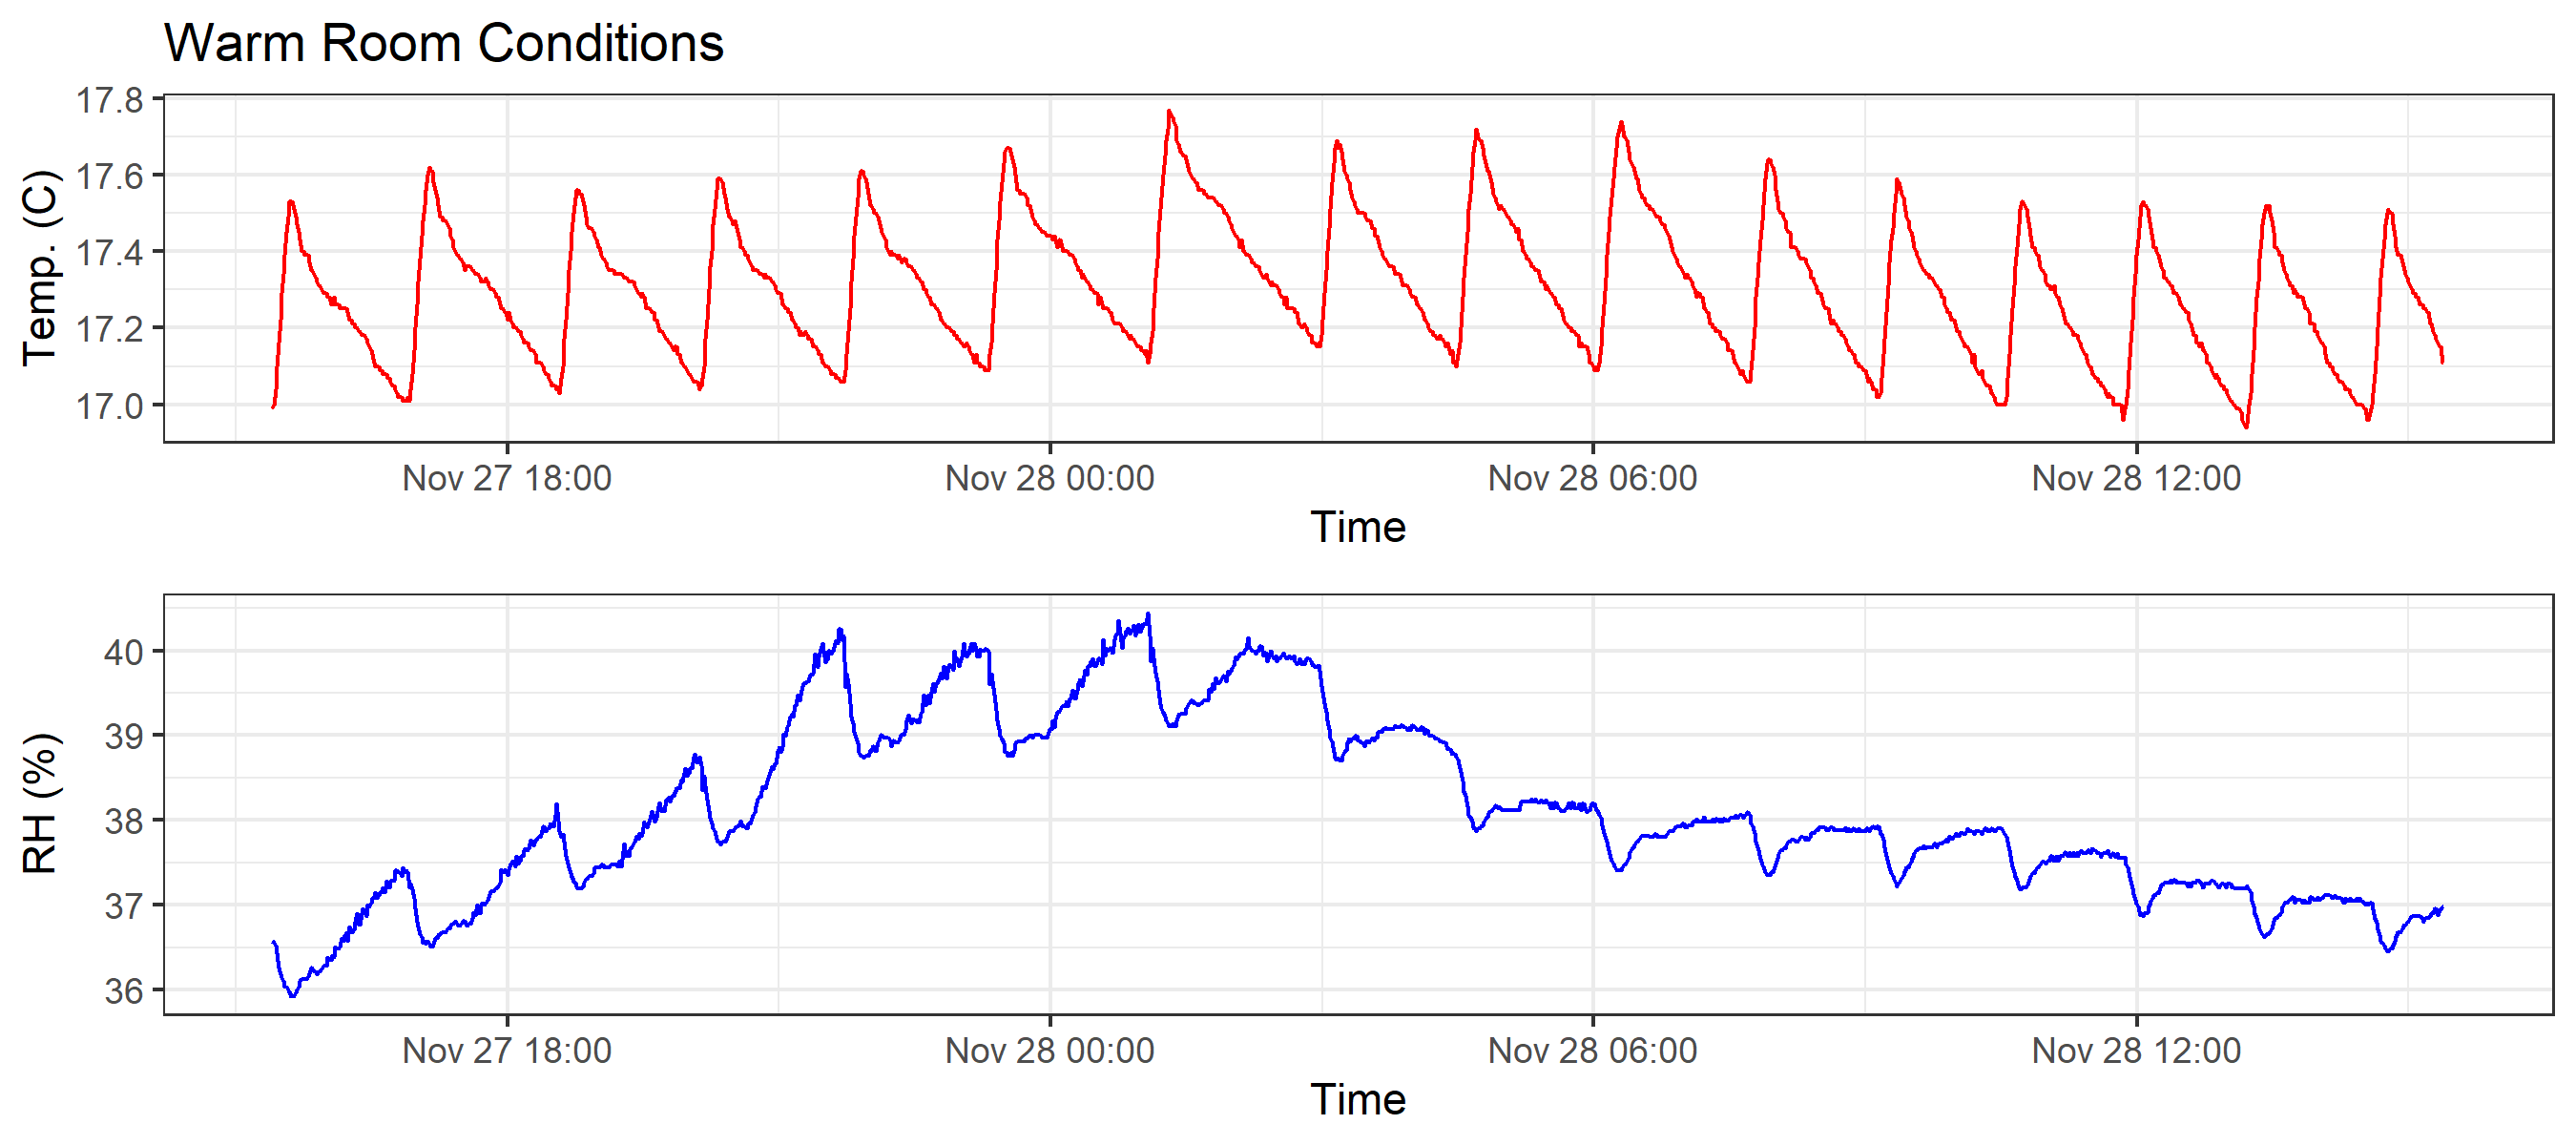 Warm Room Conditions
17.8
17.6
17.4
17.2
17.0
Temp. (C)
Nov 27 18:00 Nov 28 00:00 Nov 28 06:00 Nov 28 12:00
Time
40
39
38
37
36
RH (%)
Nov 27 18:00 Nov 28 00:00 Nov 28 06:00 Nov 28 12:00
Time